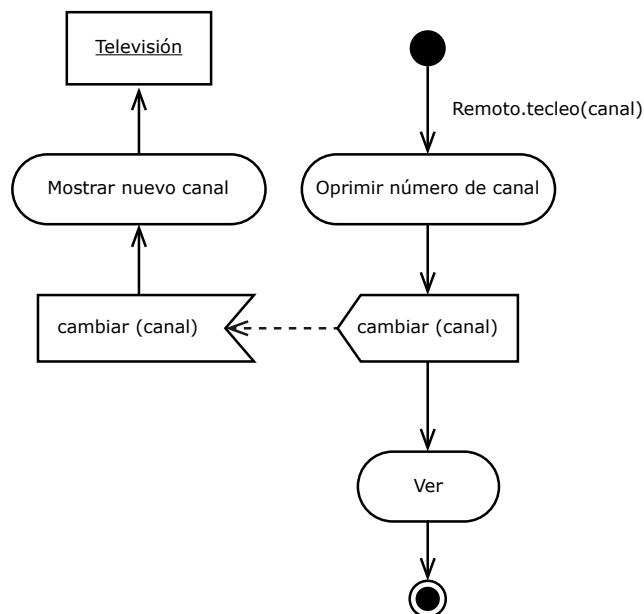 Televisión
Remoto.tecleo(canal)
Mostrar nuevo canal
Oprimir número de canal
cambiar (canal)
cambiar (canal)
Ver